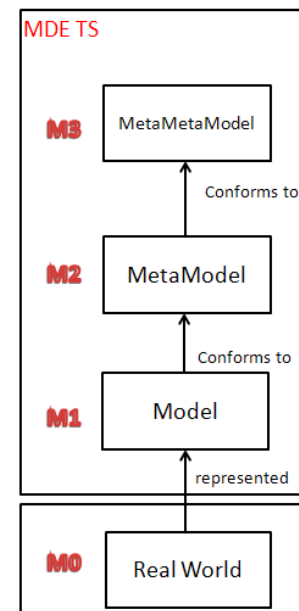 MDE TS
M3
MetaMetaModel
Conforms to
M2
MetaModel
Conforms to
M1
Model
represented
M0
Real World